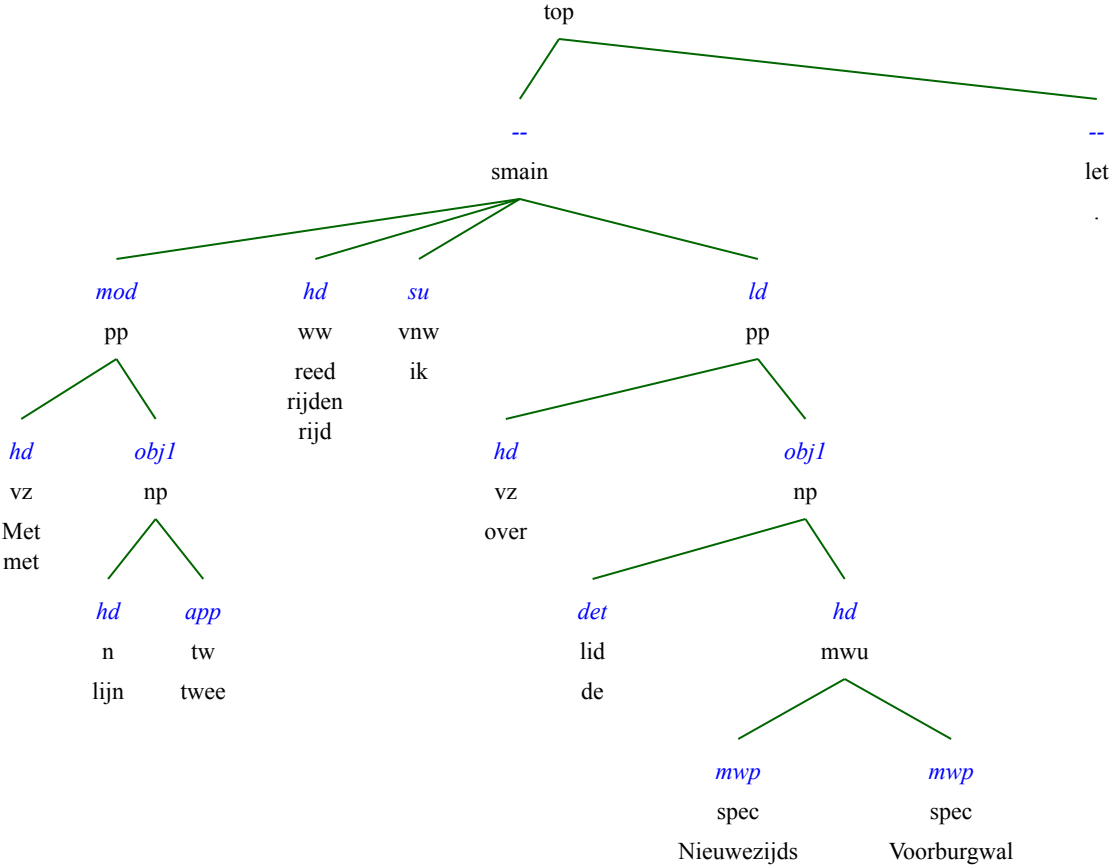 top
-- --
smain let
.
mod hd su ld
pp ww vnw pp
reed ik
rijden
rijd
hd obj1 hd obj1
vz np vz np
Met over
met
hd app det hd
n tw lid mwu
lijn twee de
mwp mwp
spec spec
Nieuwezijds Voorburgwal